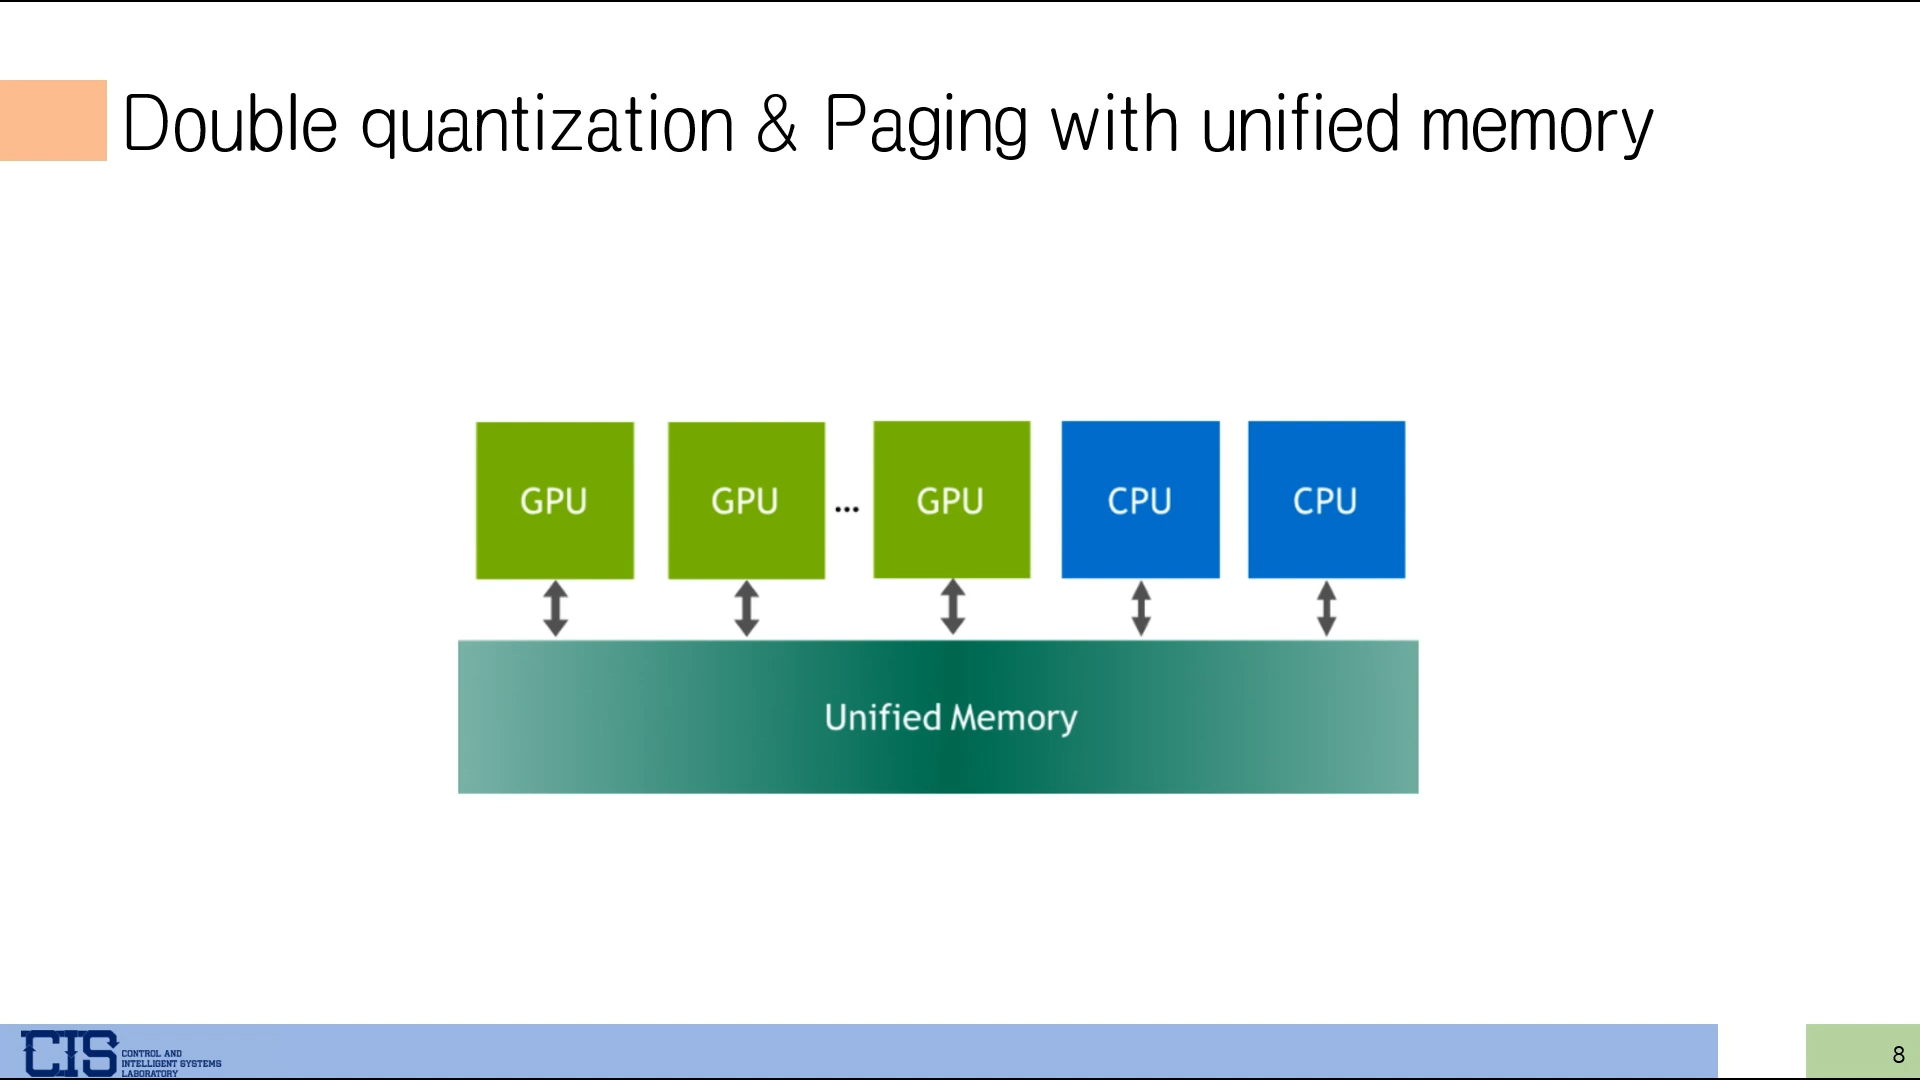 Double quantization & Paging with unified memory
GPU GPU ... GPU CPU CPU
Unified Memory
CIS CONTROL AND
INTELLIGENT SYSTEMS
LABORATORY
8